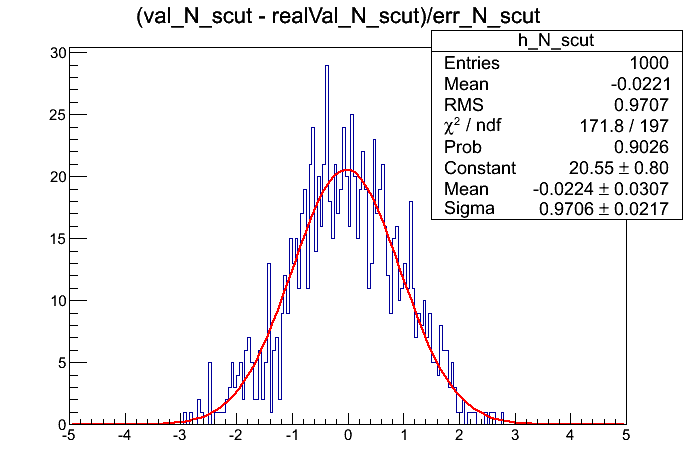 (val_N_scut - realVal_N_scut)/err_N_scut
h_N_scut
Entries 1000
Mean -0.0221
RMS 0.9707
χ² / ndf 171.8 / 197
Prob 0.9026
Constant 20.55 ± 0.80
Mean -0.0224 ± 0.0307
Sigma 0.9706 ± 0.0217
30
25
20
15
10
5
0
-5 -4 -3 -2 -1 0 1 2 3 4 5